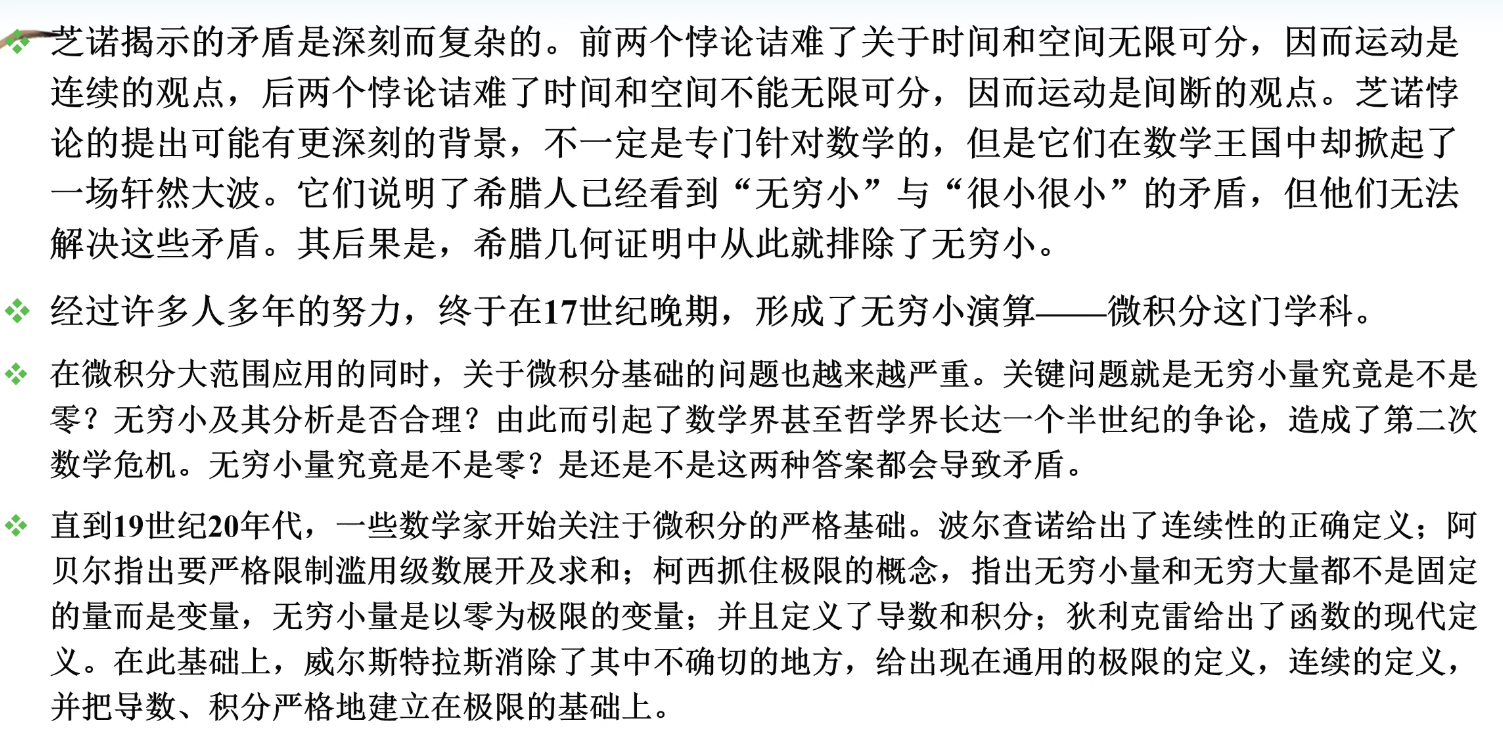 芝诺揭示的矛盾是深刻而复杂的。前两个悖论诘难了关于时间和空间无限可分，因而运动是
连续的观点，后两个悖论诘难了时间和空间不能无限可分，因而运动是间断的观点。芝诺悖
论的提出可能有更深刻的背景，不一定是专门针对数学的，但是它们在数学王国中却掀起了
一场轩然大波。它们说明了希腊人已经看到“无穷小”与“很小很小”的矛盾，但他们无法
解决这些矛盾。其后果是，希腊几何证明中从此就排除了无穷小。
经过许多人多年的努力，终于在17世纪晚期，形成了无穷小演算——微积分这门学科。
在微积分大范围应用的同时，关于微积分基础的问题也越来越严重。关键问题就是无穷小量究竟是不是
零？无穷小及其分析是否合理？由此而引起了数学界甚至哲学界长达一个半世纪的争论，造成了第二次
数学危机。无穷小量究竟是不是零？是还是不是这两种答案都会导致矛盾。
直到19世纪20年代，一些数学家开始关注于微积分的严格基础。波尔查诺给出了连续性的正确定义；阿
贝尔指出要严格限制滥用级数展开及求和；柯西抓住极限的概念，指出无穷小量和无穷大量都不是固定
的量而是变量，无穷小量是以零为极限的变量；并且定义了导数和积分；狄利克雷给出了函数的现代定
义。在此基础上，威尔斯特拉斯消除了其中不确切的地方，给出现在通用的极限的定义，连续的定义，
并把导数、积分严格地建立在极限的基础上。